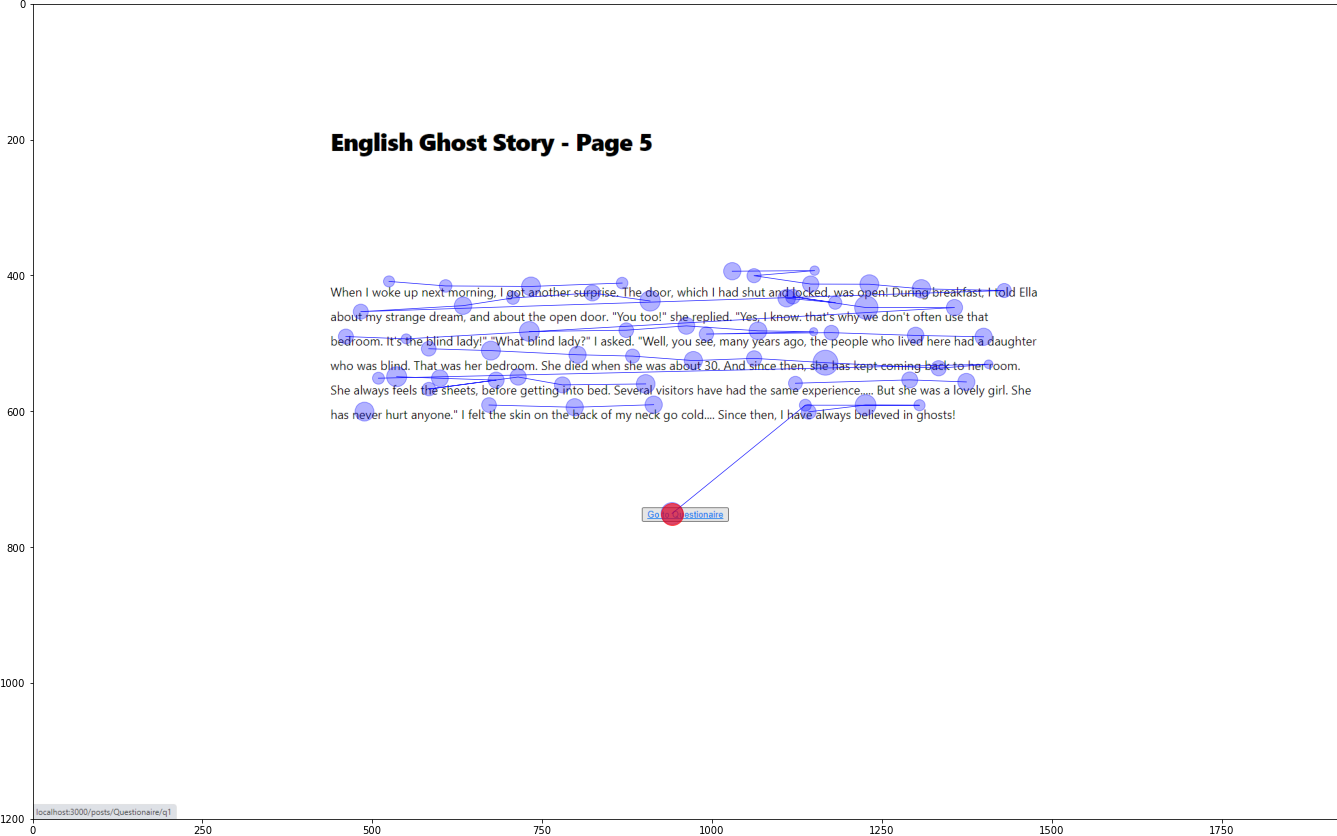 0
200
English Ghost Story - Page 5
400
When I woke up next morning, I got another surprise. The door, which I had shut and locked, was open! During breakfast, I told Ella
about my strange dream, and about the open door. "You too!" she replied. "Yes, I know. that's why we don't often use that
bedroom. It's the blind lady!" "What blind lady?" I asked. "Well, you see, many years ago, the people who lived here had a daughter
who was blind. That was her bedroom. She died when she was about 30. And since then, she has kept coming back to her room.
She always feels the sheets, before getting into bed. Several visitors have had the same experience.... But she was a lovely girl. She
600
has never hurt anyone." I felt the skin on the back of my neck go cold.... Since then, I have always believed in ghosts!
Go to Questionaire
800
1000
localhost:3000/posts/Questionaire/q1
1200
0 250 500 750 1000 1250 1500 1750